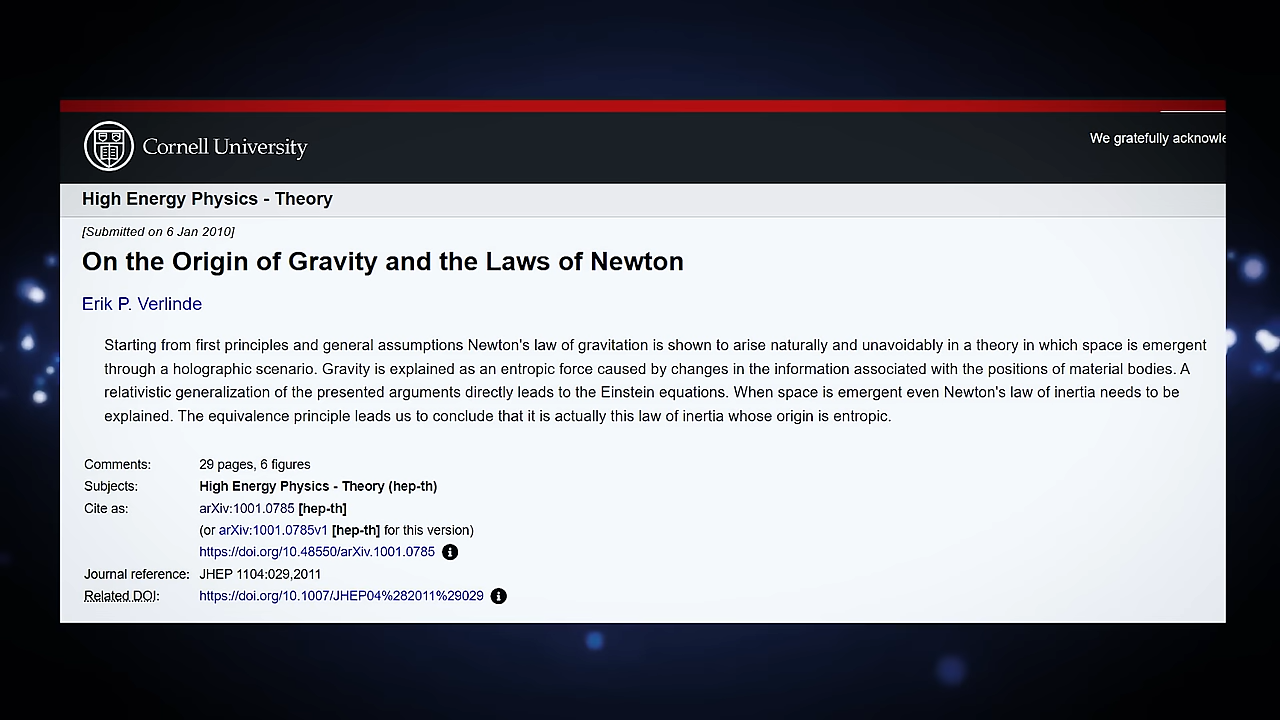 Cornell University
We gratefully acknowle
High Energy Physics - Theory
[Submitted on 6 Jan 2010]
On the Origin of Gravity and the Laws of Newton
Erik P. Verlinde
Starting from first principles and general assumptions Newton's law of gravitation is shown to arise naturally and unavoidably in a theory in which space is emergent
through a holographic scenario. Gravity is explained as an entropic force caused by changes in the information associated with the positions of material bodies. A
relativistic generalization of the presented arguments directly leads to the Einstein equations. When space is emergent even Newton's law of inertia needs to be
explained. The equivalence principle leads us to conclude that it is actually this law of inertia whose origin is entropic.
Comments: 29 pages, 6 figures
Subjects: High Energy Physics - Theory (hep-th)
Cite as: arXiv:1001.0785 [hep-th]
(or arXiv:1001.0785v1 [hep-th] for this version)
https://doi.org/10.48550/arXiv.1001.0785
Journal reference: JHEP 1104:029,2011
Related DOI: https://doi.org/10.1007/JHEP04%282011%29029